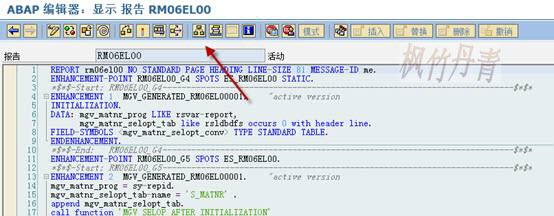 ABAP 编辑器：显示 报告 RM06EL00
模式 插入 替换 删除 撤销
报告 RM06EL00 活动
枫竹丹青
1 REPORT rm06el00 NO STANDARD PAGE HEADING LINE-SIZE 81 MESSAGE-ID me.
2 ENHANCEMENT-POINT RM06EL00_G4 SPOTS ES_RM06EL00 STATIC.
3 *$*$-Start: RM06EL00_G4---------------------------------------------------------------$*$*
4 ENHANCEMENT 1 MGV_GENERATED_RM06EL00001. "active version
5 INITIALIZATION.
6 DATA: mgv_matnr_prog LIKE rsvar-report,
7 mgv_matnr_selopt_tab like rsldbdfs occurs 0 with header line.
8 FIELD-SYMBOLS <mgv_matnr_selopt_conv> TYPE STANDARD TABLE.
9 ENDENHANCEMENT.
10 *$*$-End: RM06EL00_G4---------------------------------------------------------------$*$*
11 ENHANCEMENT-POINT RM06EL00_G5 SPOTS ES_RM06EL00.
12 *$*$-Start: RM06EL00_G5---------------------------------------------------------------$*$*
13 ENHANCEMENT 2 MGV_GENERATED_RM06EL00001. "active version
14 mgv_matnr_prog = sy-repid.
15 mgv_matnr_selopt_tab-name = 'S_MATNR' .
16 append mgv_matnr_selopt_tab.
17 call function 'MGV_SELOP_AFTER_INITIALIZATION'